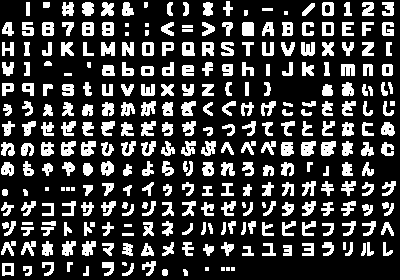 ! " # $ % & ' ( ) * + , - . / 0 1 2 3
4 5 6 7 8 9 : ; < = > ? @ A B C D E F G
H I J K L M N O P Q R S T U V W X Y Z [
¥ ] ^ _ ' a b c d e f g h i j k l m n o
p q r s t u v w x y z { | } ぁ あ ぃ い
ぅ う ぇ え ぉ お か が き ぎ く ぐ け げ こ ご さ ざ し じ
す ず せ ぜ そ ぞ た だ ち ぢ っ つ づ て で と ど な に ぬ
ね の は ば ぱ ひ び ぴ ふ ぶ ぷ へ べ ぺ ほ ぼ ぽ ま み む
め も ゃ や ゅ ゆ ょ よ ら り る れ ろ ゎ わ 「 」 を ん
。 、 ・ … ァ ア ィ イ ゥ ウ ェ エ ォ オ カ ガ キ ギ ク グ
ケ ゲ コ ゴ サ ザ シ ジ ス ズ セ ゼ ソ ゾ タ ダ チ ヂ ッ ツ
ヅ テ デ ト ド ナ ニ ヌ ネ ノ ハ バ パ ヒ ビ ピ フ ブ プ ヘ
ベ ペ ホ ボ ポ マ ミ ム メ モ ャ ヤ ュ ユ ョ ヨ ラ リ ル レ
ロ ヮ ワ 「 」 ヲ ン ヴ 。 、 ・ …